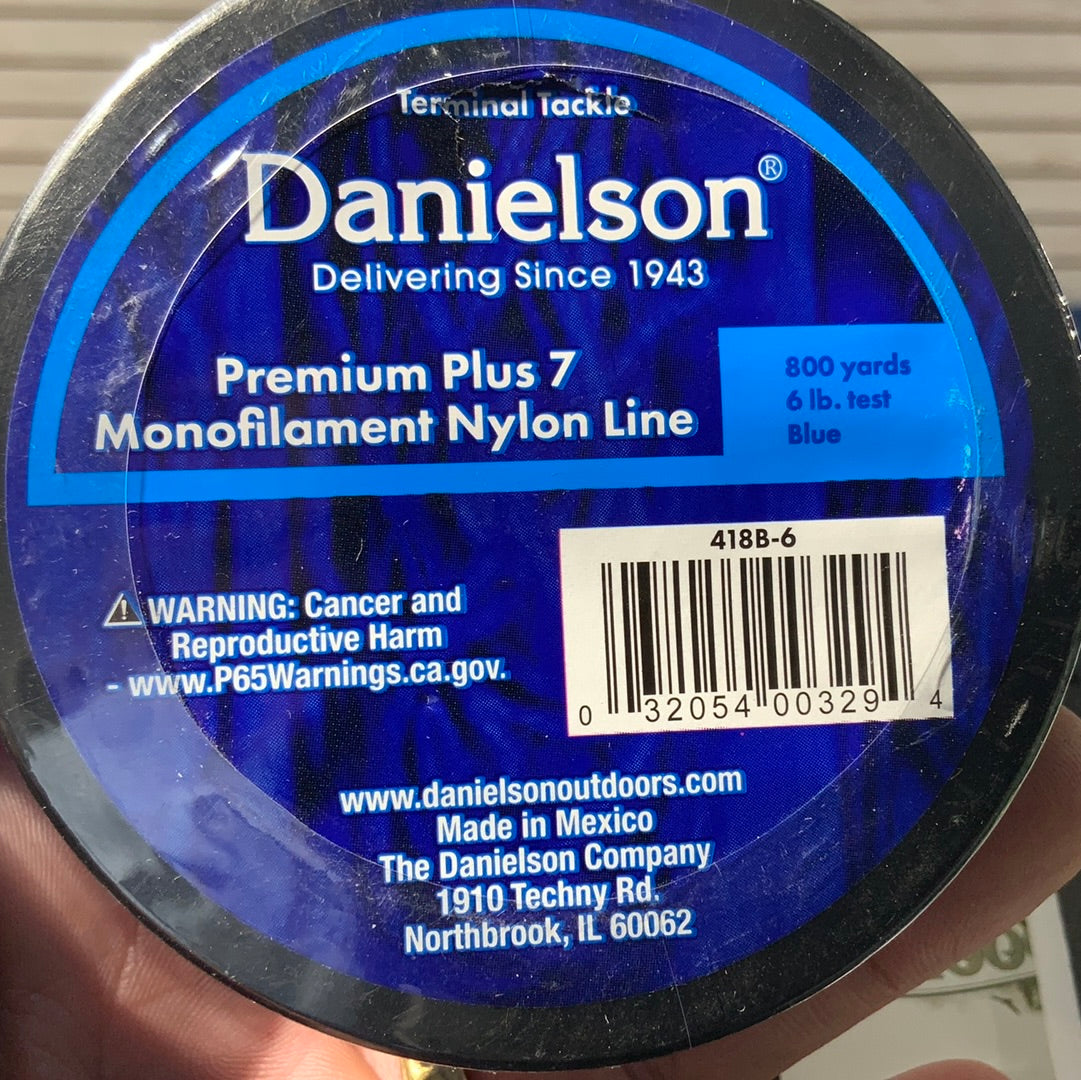 Terminal Tackle
Danielson®
Delivering Since 1943
Premium Plus 7
Monofilament Nylon Line
800 yards
6 lb. test
Blue
418B-6
0 32054 00329 4
WARNING: Cancer and
Reproductive Harm
- www.P65Warnings.ca.gov.
www.danielsonoutdoors.com
Made in Mexico
The Danielson Company
1910 Techny Rd.
Northbrook, IL 60062